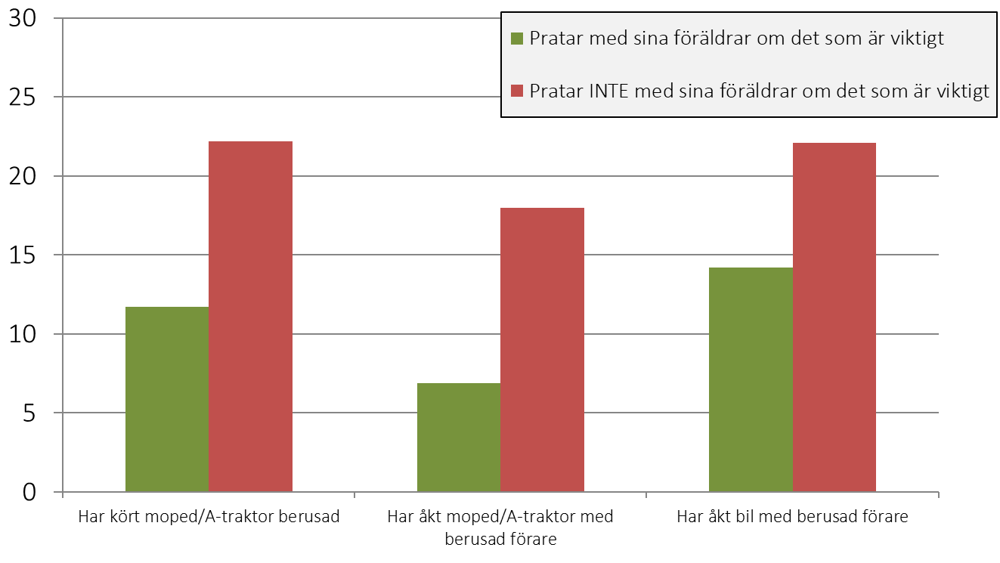 30
25
20
15
10
5
0
Pratar med sina föräldrar om det som är viktigt
Pratar INTE med sina föräldrar om det som är viktigt
Har kört moped/A-traktor berusad
Har åkt moped/A-traktor med
berusad förare
Har åkt bil med berusad förare